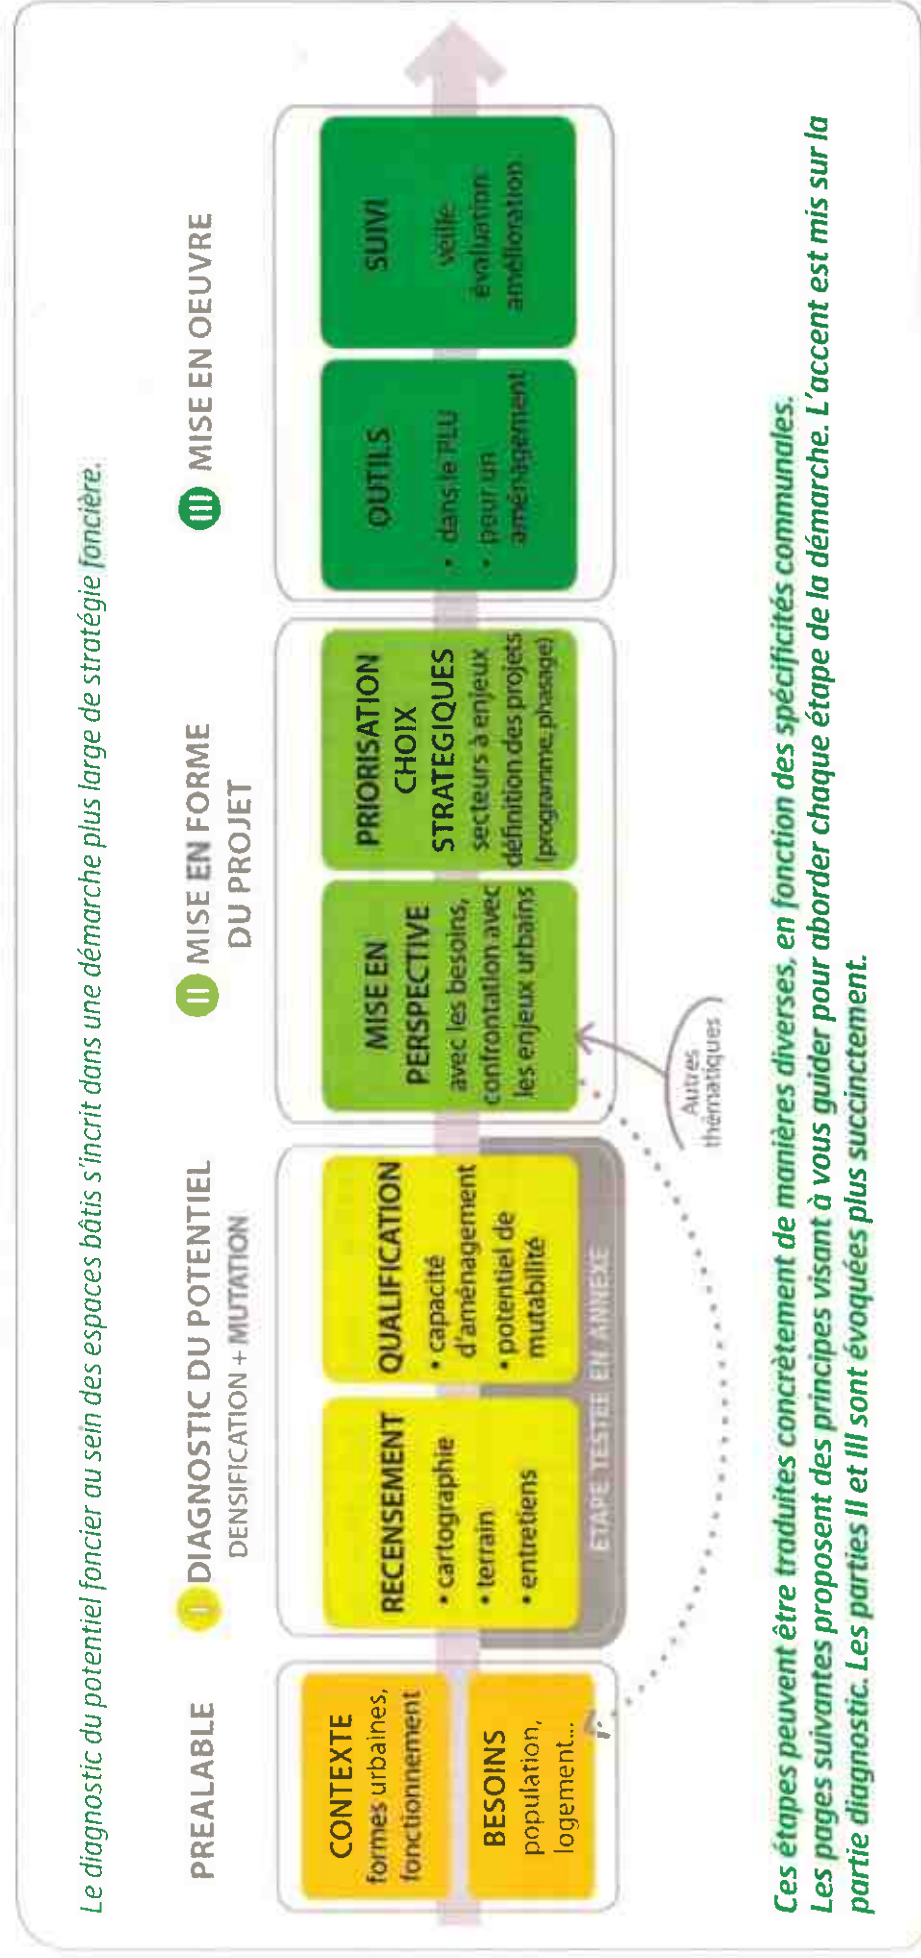 Le diagnostic du potentiel foncier au sein des espaces bâtis s'incrit dans une démarche plus large de stratégie foncière.
PREALABLE
CONTEXTE
formes urbaines,
fonctionnement
BESOINS
population,
logement...
I DIAGNOSTIC DU POTENTIEL
DENSIFICATION + MUTATION
RECENSEMENT
• cartographie
• terrain
• entretiens
QUALIFICATION
• capacité
d'aménagement
• potentiel de
mutabilité
ETAPE TESTEE EN ANNEXE
II MISE EN FORME
DU PROJET
MISE EN
PERSPECTIVE
avec les besoins,
confrontation avec
les enjeux urbains
Autres
thématiques
PRIORISATION
CHOIX
STRATEGIQUES
secteurs à enjeux
définition des projets
(programme, phasage)
III MISE EN OEUVRE
OUTILS
• dans le PLU
• pour un
aménagement
SUIVI
veille
évaluation
amélioration
Ces étapes peuvent être traduites concrètement de manières diverses, en fonction des spécificités communales.
Les pages suivantes proposent des principes visant à vous guider pour aborder chaque étape de la démarche. L'accent est mis sur la
partie diagnostic. Les parties II et III sont évoquées plus succinctement.